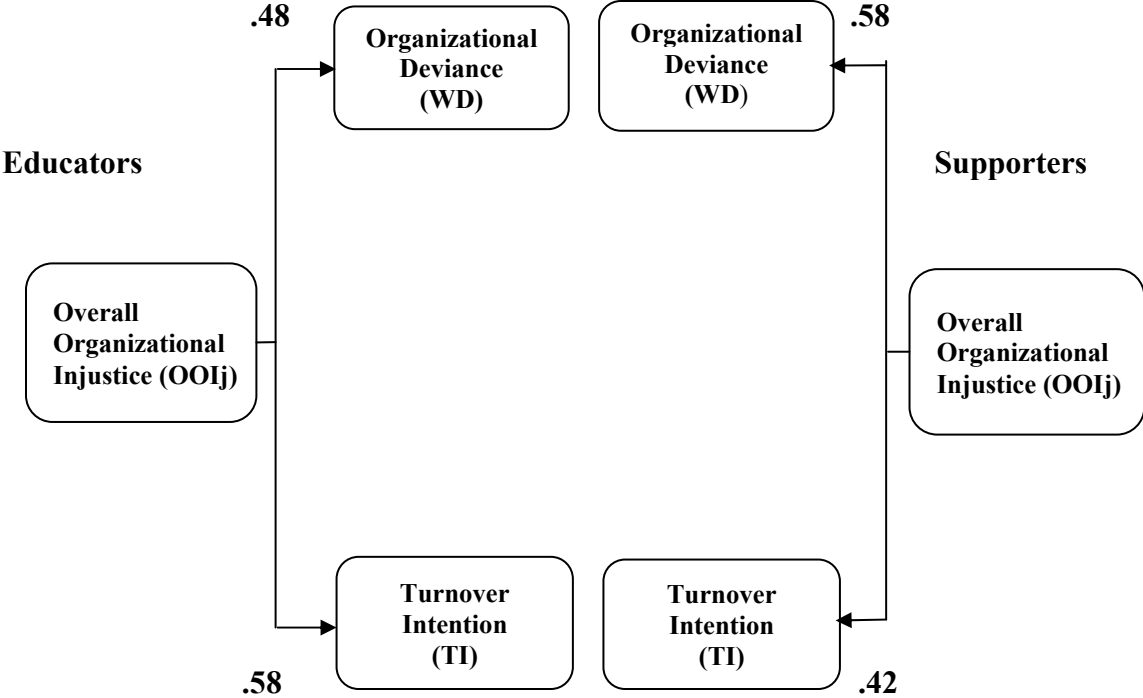 .48
Organizational
Deviance
(WD)
Organizational
Deviance
(WD)
.58
Educators
Supporters
Overall
Organizational
Injustice (OOIj)
Overall
Organizational
Injustice (OOIj)
Turnover
Intention
(TI)
Turnover
Intention
(TI)
.58
.42